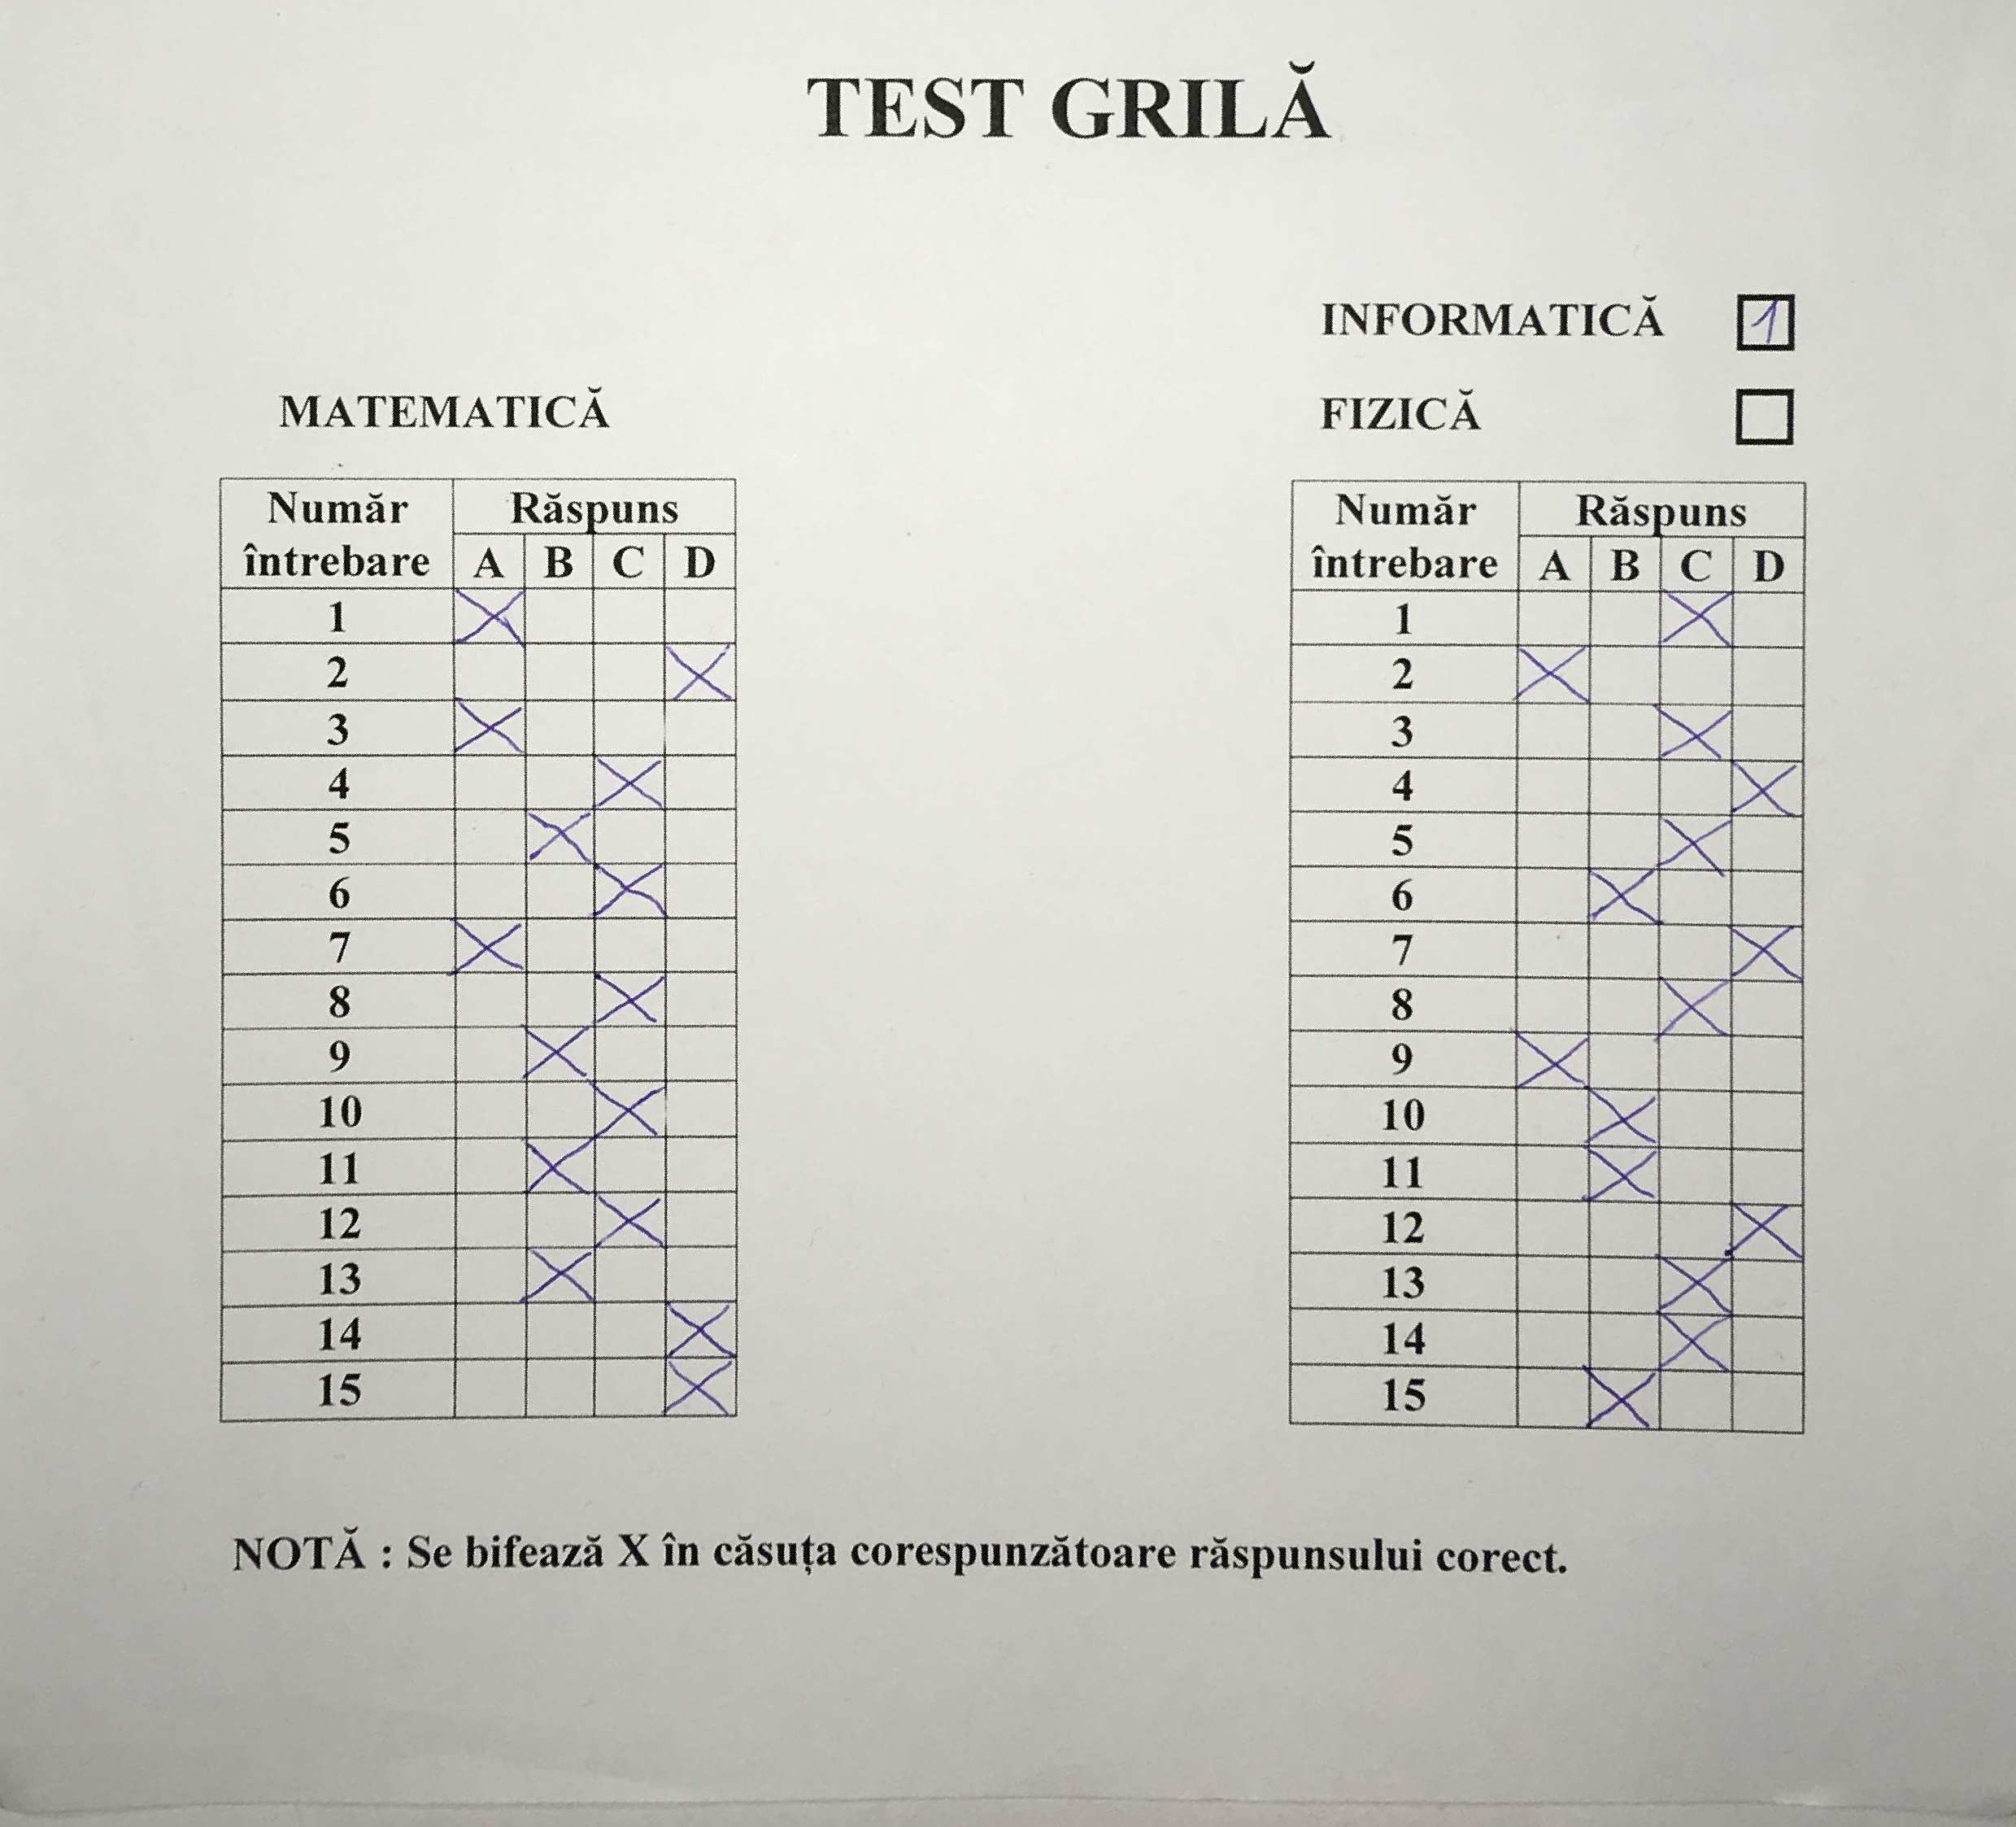 TEST GRILĂ
INFORMATICĂ 1
MATEMATICĂ
FIZICĂ
Număr Răspuns
întrebare A B C D
1 X
2 X
3 X
4 X
5 X
6 X
7 X
8 X
9 X
10 X
11 X
12 X
13 X
14 X
15 X
Număr Răspuns
întrebare A B C D
1 X
2 X
3 X
4 X
5 X
6 X
7 X
8 X
9 X
10 X
11 X
12 X
13 X
14 X
15 X
NOTĂ : Se bifează X în căsuța corespunzătoare răspunsului corect.